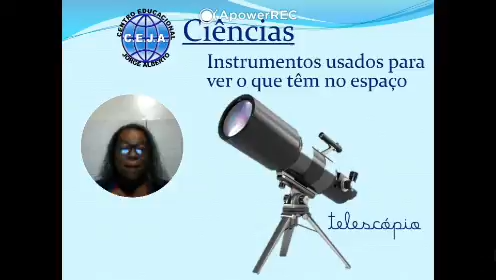 ApowerREC
CENTRO EDUCACIONAL
C.E.J.A.
JORGE ALBERTO
Ciências
Instrumentos usados para
ver o que têm no espaço
telescópio